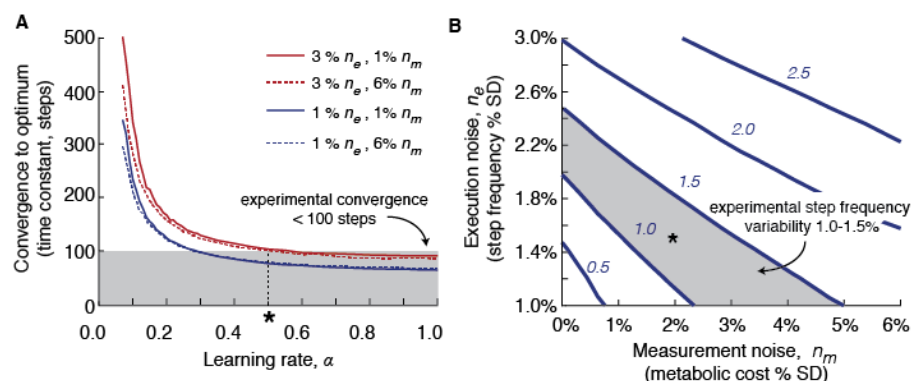 A
500
400
300
200
100
0
Convergence to optimum
(time constant, steps)
3 % nₑ , 1% nₘ
3 % nₑ , 6% nₘ
1 % nₑ , 1% nₘ
1 % nₑ , 6% nₘ
experimental convergence
< 100 steps
0.0 0.2 0.4 0.6 0.8 1.0
*
Learning rate, α
B
3.0%
2.6%
2.2%
1.8%
1.4%
1.0%
Execution noise, nₑ
(step frequency % SD)
2.5
2.0
1.5
1.0
0.5
experimental step frequency
variability 1.0-1.5%
*
0% 1% 2% 3% 4% 5% 6%
Measurement noise, nₘ
(metabolic cost % SD)